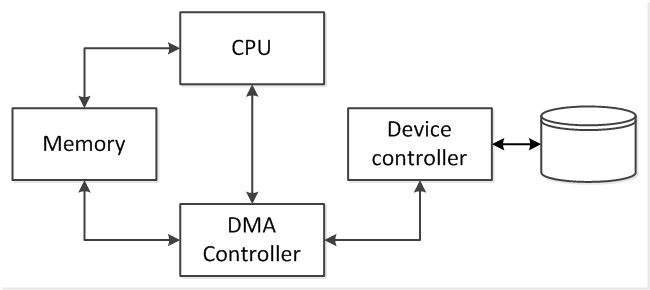 CPU
Memory
Device
controller
DMA
Controller